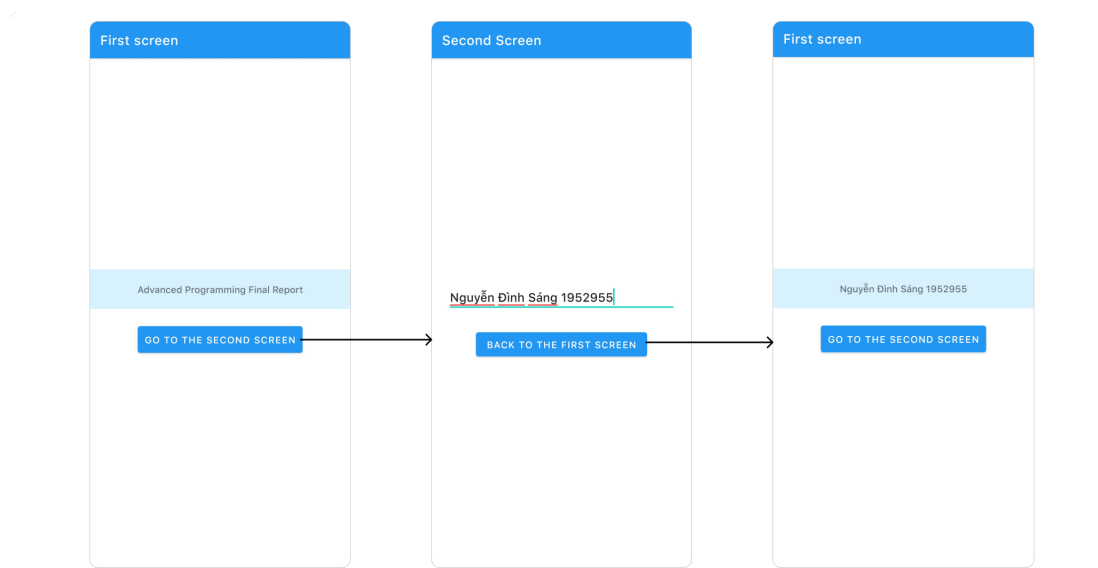 First screen
Advanced Programming Final Report
GO TO THE SECOND SCREEN
Second Screen
Nguyễn Đình Sáng 1952955
BACK TO THE FIRST SCREEN
First screen
Nguyễn Đình Sáng 1952955
GO TO THE SECOND SCREEN